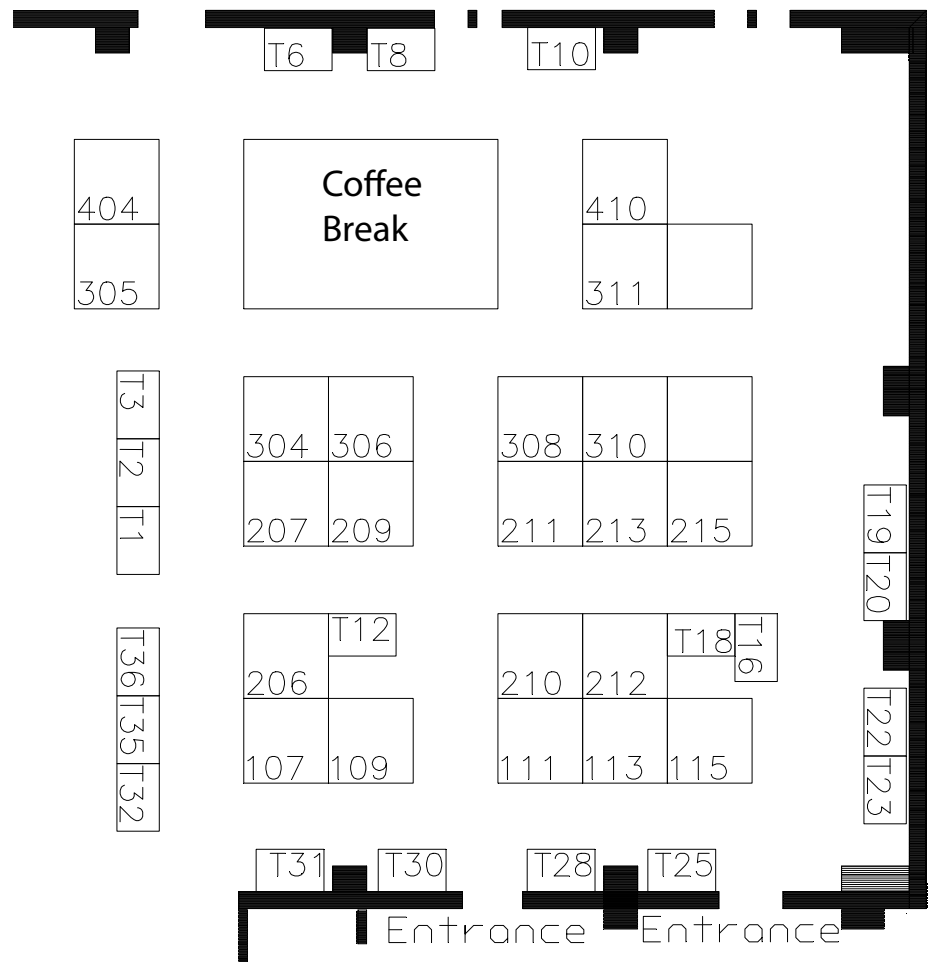 T6 T8 T10
Coffee
Break
404 410
305 311
T3
T2
T1
304 306 308 310
207 209 211 213 215
T19
T20
T12 T18 T16
206 210 212
T36
T35
T32
107 109 111 113 115
T22
T23
T31 T30 T28 T25
Entrance Entrance